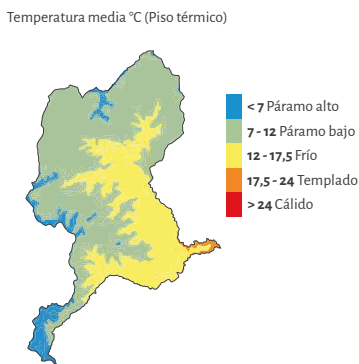 Temperatura media °C (Piso térmico)
< 7 Páramo alto
7 - 12 Páramo bajo
12 - 17,5 Frío
17,5 - 24 Templado
> 24 Cálido